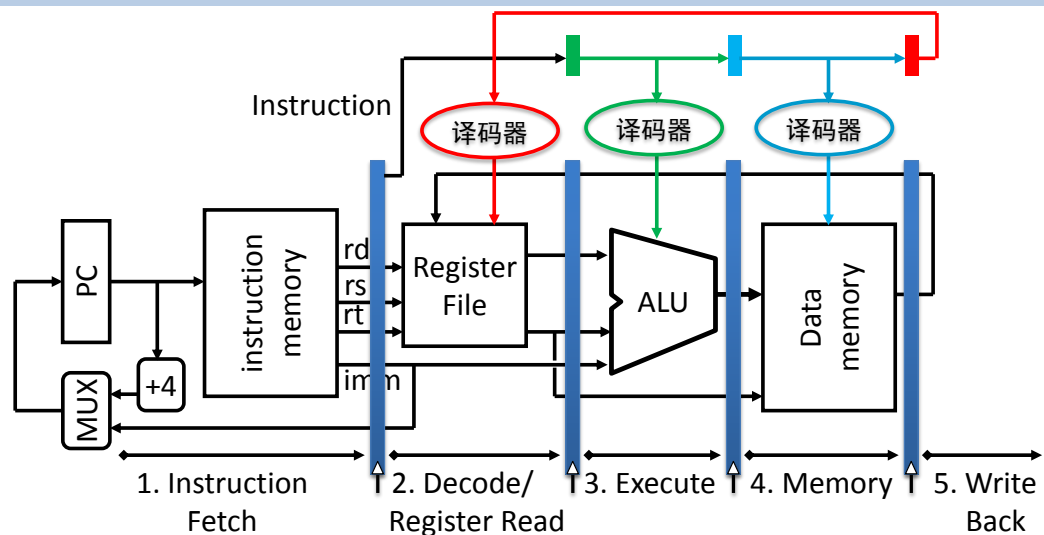 Instruction
译码器
译码器
译码器
PC
instruction
memory
rd
rs
rt
imm
Register
File
ALU
Data
memory
+4
MUX
1. Instruction
Fetch
2. Decode/
Register Read
3. Execute
4. Memory
5. Write
Back